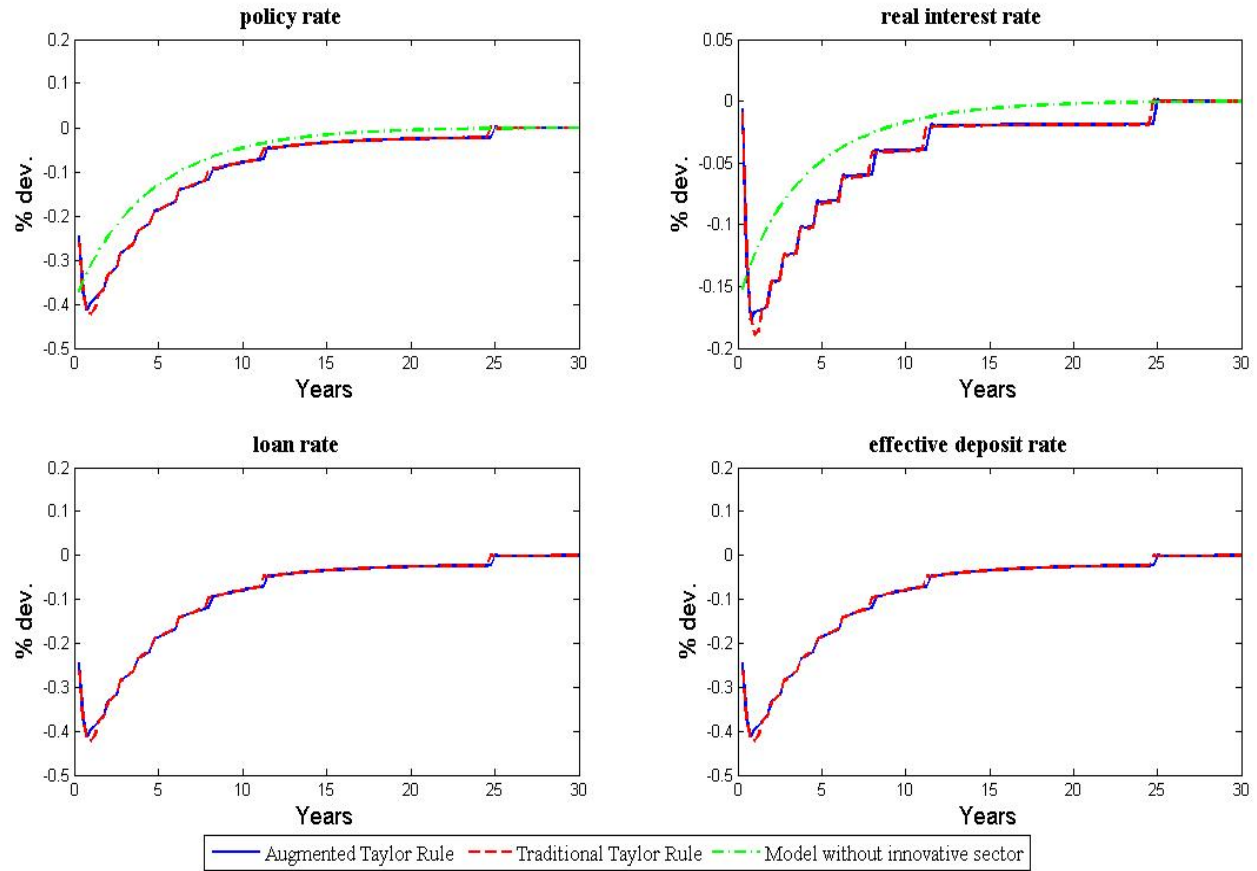 policy rate
0.2
0.1
0
-0.1
-0.2
-0.3
-0.4
-0.5
% dev.
0 5 10 15 20 25 30
Years
real interest rate
0.05
0
-0.05
-0.1
-0.15
-0.2
% dev.
0 5 10 15 20 25 30
Years
loan rate
0.2
0.1
0
-0.1
-0.2
-0.3
-0.4
-0.5
% dev.
0 5 10 15 20 25 30
Years
effective deposit rate
0.2
0.1
0
-0.1
-0.2
-0.3
-0.4
-0.5
% dev.
0 5 10 15 20 25 30
Years
Augmented Taylor Rule Traditional Taylor Rule Model without innovative sector